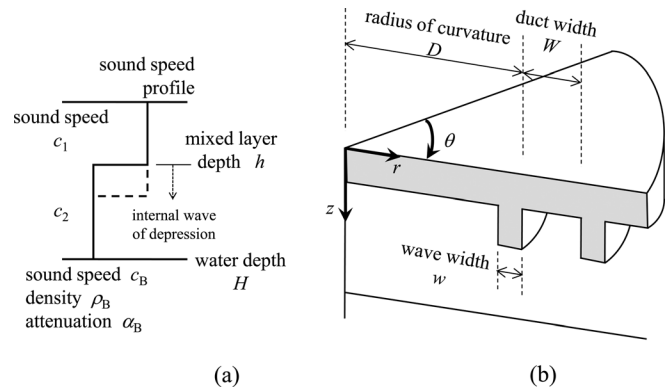 sound speed
profile
sound speed
c1
mixed layer
depth h
c2
internal wave
of depression
sound speed cB
density ρB
attenuation αB
water depth
H
(a)
radius of curvature
D
duct width
W
θ
r
z
wave width
w
(b)